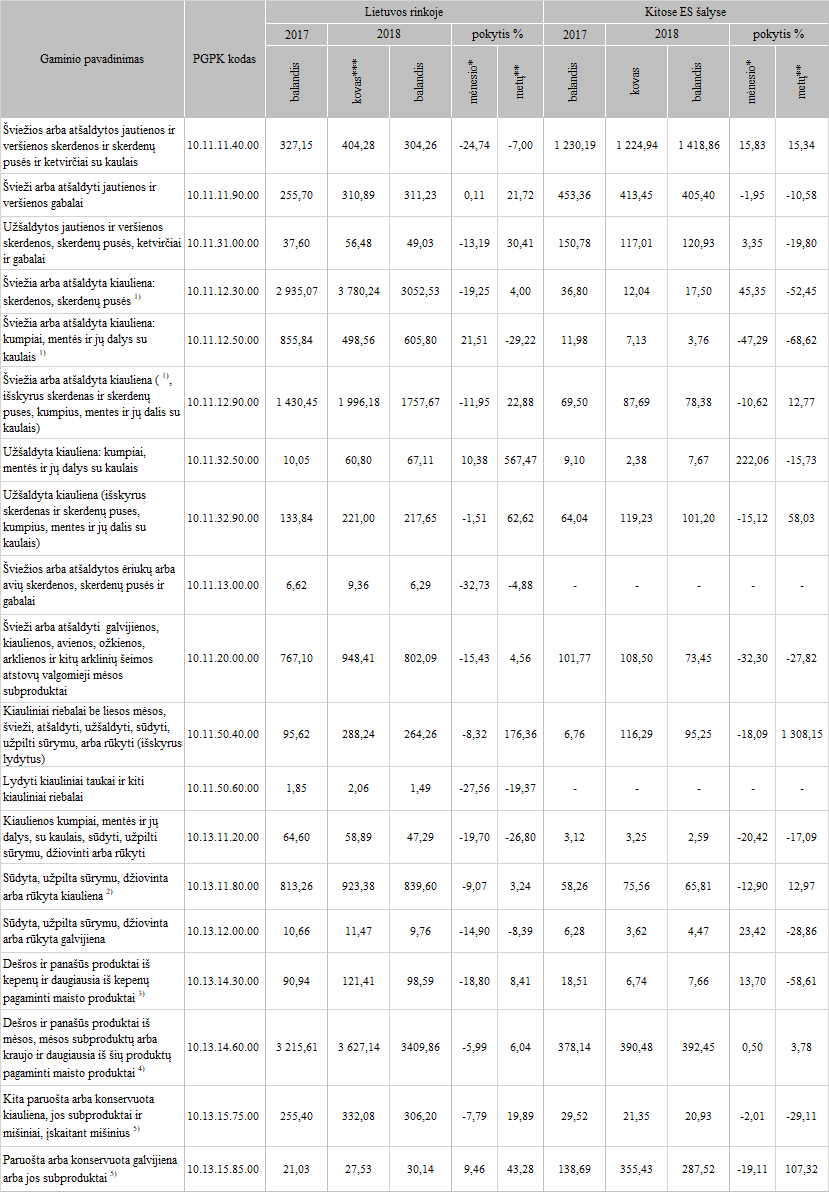 Gaminio pavadinimas PGPK kodas Lietuvos rinkoje Kitose ES šalyse
2017 2018 pokytis % 2017 2018 pokytis %
balandis kovas*** balandis mėnesio* metų** balandis kovas balandis mėnesio* metų**
Šviežios arba atšaldytos jautienos ir
veršienos skerdenos ir skerdenų
pusės ir ketvirčiai su kaulais
10.11.11.40.00 327,15 404,28 304,26 -24,74 -7,00 1 230,19 1 224,94 1 418,86 15,83 15,34
Švieži arba atšaldyti jautienos ir
veršienos gabalai
10.11.11.90.00 255,70 310,89 311,23 0,11 21,72 453,36 413,45 405,40 -1,95 -10,58
Užšaldytos jautienos ir veršienos
skerdenos, skerdenų pusės, ketvirčiai
ir gabalai
10.11.31.00.00 37,60 56,48 49,03 -13,19 30,41 150,78 117,01 120,93 3,35 -19,80
Šviežia arba atšaldyta kiauliena:
skerdenos, skerdenų pusės 1)
10.11.12.30.00 2 935,07 3 780,24 3052,53 -19,25 4,00 36,80 12,04 17,50 45,35 -52,45
Šviežia arba atšaldyta kiauliena:
kumpiai, mentės ir jų dalys su
kaulais 1)
10.11.12.50.00 855,84 498,56 605,80 21,51 -29,22 11,98 7,13 3,76 -47,29 -68,62
Šviežia arba atšaldyta kiauliena ( 1),
išskyrus skerdenas ir skerdenų
puses, kumpius, mentes ir jų dalis su
kaulais)
10.11.12.90.00 1 430,45 1 996,18 1757,67 -11,95 22,88 69,50 87,69 78,38 -10,62 12,77
Užšaldyta kiauliena: kumpiai,
mentės ir jų dalys su kaulais
10.11.32.50.00 10,05 60,80 67,11 10,38 567,47 9,10 2,38 7,67 222,06 -15,73
Užšaldyta kiauliena (išskyrus
skerdenas ir skerdenų puses,
kumpius, mentes ir jų dalis su
kaulais)
10.11.32.90.00 133,84 221,00 217,65 -1,51 62,62 64,04 119,23 101,20 -15,12 58,03
Šviežios arba atšaldytos ėriukų arba
avių skerdenos, skerdenų pusės ir
gabalai
10.11.13.00.00 6,62 9,36 6,29 -32,73 -4,88 - - - - -
Švieži arba atšaldyti galvijienos,
kiaulienos, avienos, ožkienos,
arklienos ir kitų arklinių šeimos
atstovų valgomieji mėsos
subproduktai
10.11.20.00.00 767,10 948,41 802,09 -15,43 4,56 101,77 108,50 73,45 -32,30 -27,82
Kiauliniai riebalai be liesos mėsos,
švieži, atšaldyti, užšaldyti, sūdyti,
užpilti sūrymu, arba rūkyti (išskyrus
lydytus)
10.11.50.40.00 95,62 288,24 264,26 -8,32 176,36 6,76 116,29 95,25 -18,09 1 308,15
Lydyti kiauliniai taukai ir kiti
kiauliniai riebalai
10.11.50.60.00 1,85 2,06 1,49 -27,56 -19,37 - - - - -
Kiaulienos kumpiai, mentės ir jų
dalys, su kaulais, sūdyti, užpilti
sūrymu, džiovinti arba rūkyti
10.13.11.20.00 64,60 58,89 47,29 -19,70 -26,80 3,12 3,25 2,59 -20,42 -17,09
Sūdyta, užpilta sūrymu, džiovinta
arba rūkyta kiauliena 2)
10.13.11.80.00 813,26 923,38 839,60 -9,07 3,24 58,26 75,56 65,81 -12,90 12,97
Sūdyta, užpilta sūrymu, džiovinta
arba rūkyta galvijiena
10.13.12.00.00 10,66 11,47 9,76 -14,90 -8,39 6,28 3,62 4,47 23,42 -28,86
Dešros ir panašūs produktai iš
kepenų ir daugiausia iš kepenų
pagaminti maisto produktai 3)
10.13.14.30.00 90,94 121,41 98,59 -18,80 8,41 18,51 6,74 7,66 13,70 -58,61
Dešros ir panašūs produktai iš
mėsos, mėsos subproduktų arba
kraujo ir daugiausia iš šių produktų
pagaminti maisto produktai 4)
10.13.14.60.00 3 215,61 3 627,14 3409,86 -5,99 6,04 378,14 390,48 392,45 0,50 3,78
Kita paruošta arba konservuota
kiauliena, jos subproduktai ir
mišiniai, įskaitant mišinius 5)
10.13.15.75.00 255,40 332,08 306,20 -7,79 19,89 29,52 21,35 20,93 -2,01 -29,11
Paruošta arba konservuota galvijiena
arba jos subproduktai 5)
10.13.15.85.00 21,03 27,53 30,14 9,46 43,28 138,69 355,43 287,52 -19,11 107,32